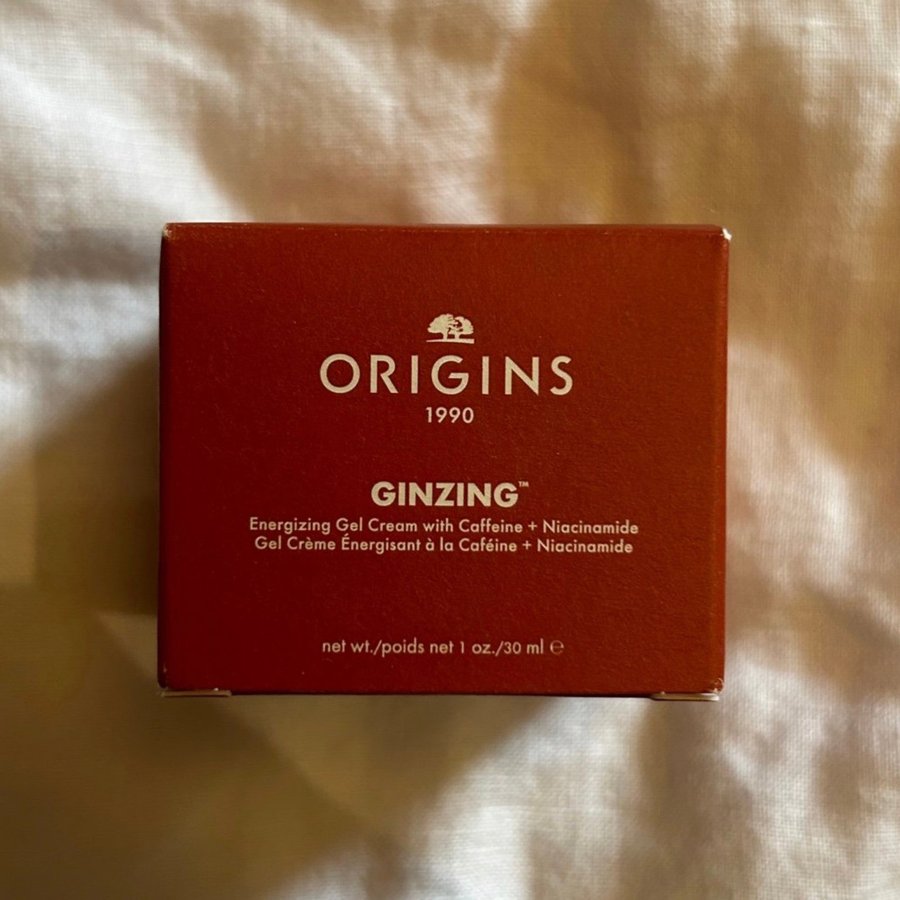 ORIGINS
1990
GINZING™
Energizing Gel Cream with Caffeine + Niacinamide
Gel Crème Énergisant à la Caféine + Niacinamide
net wt./poids net 1 oz./30 ml ℮